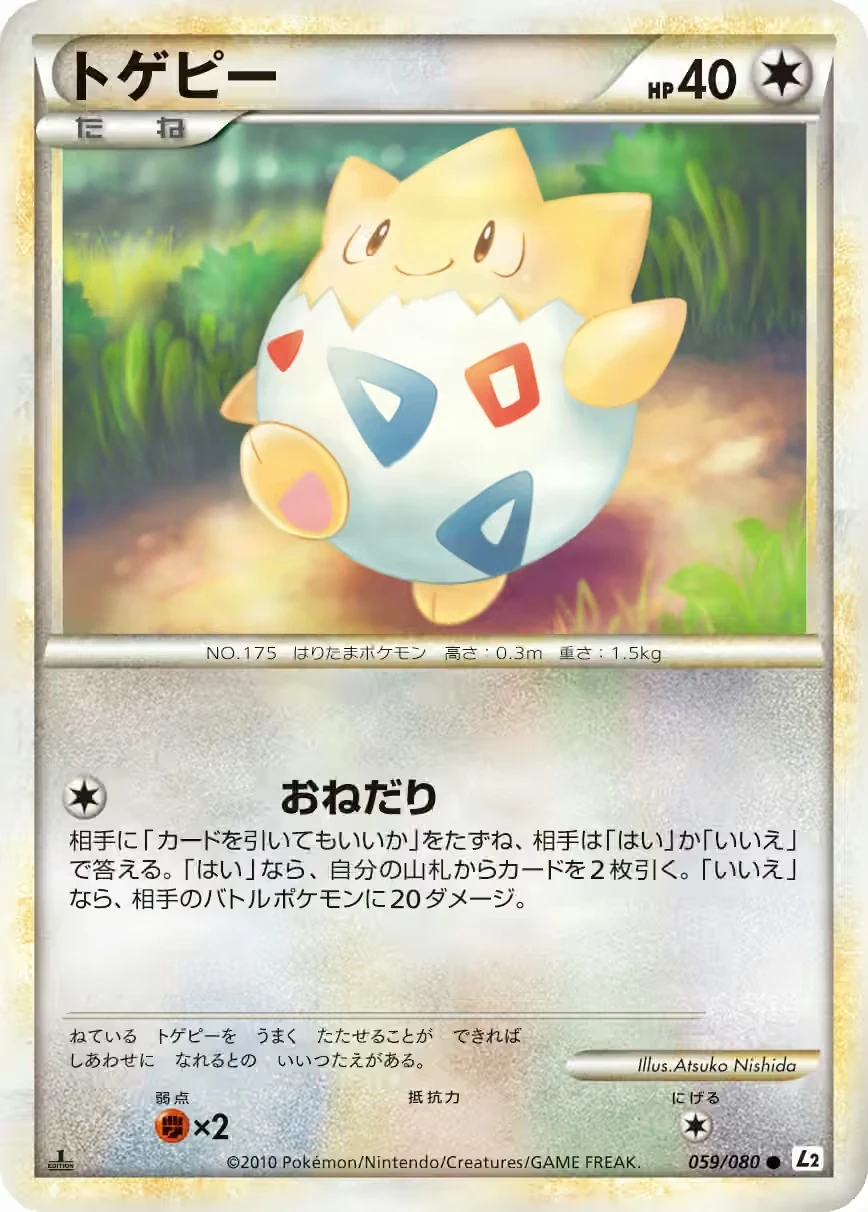 トゲピー HP40
たね
NO.175 はりたまポケモン 高さ:0.3m 重さ:1.5kg
おねだり
相手に「カードを引いてもいいか」をたずね、相手は「はい」か「いいえ」
で答える。「はい」なら、自分の山札からカードを2枚引く。「いいえ」
なら、相手のバトルポケモンに20ダメージ。
ねている トゲピーを うまく たたせることが できれば
しあわせに なれるとの いいつたえがある。
Illus.Atsuko Nishida
弱点 抵抗力 にげる
×2
1 EDITION ©2010 Pokémon/Nintendo/Creatures/GAME FREAK. 059/080 ● L2